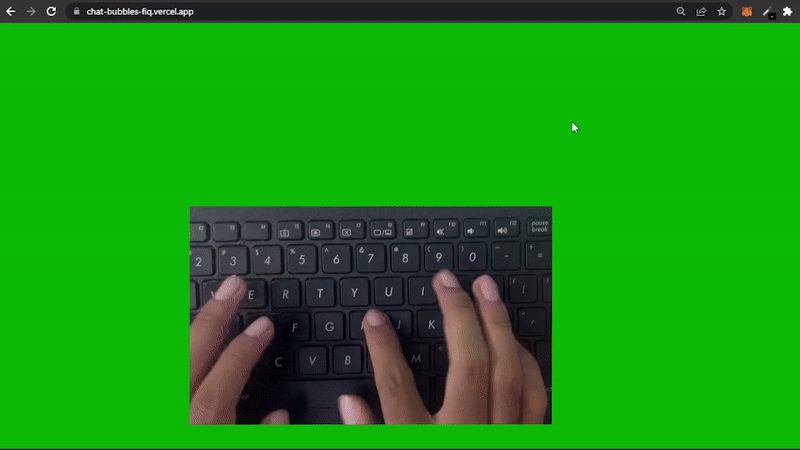 chat-bubbles-fiq.vercel.app
pause
break
2 3 4 5 6 7 8 9 0
E R T Y U I
F G J K
C V B M